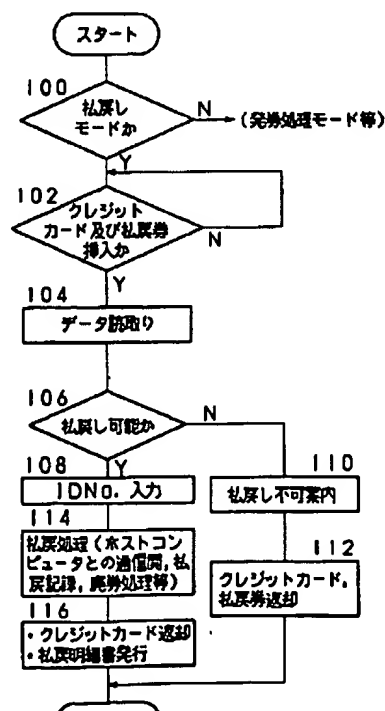 スタート
100
払戻し
モードか
N
(発券処理モード等)
Y
102
クレジット
カード及び払戻券
挿入か
N
Y
104
データ読取り
106
払戻し可能か
N
Y
108
IDNo. 入力
110
払戻し不可案内
114
払戻処理(ホストコン
ピュータとの通信開,払
戻記録,廃券処理等)
112
クレジットカード,
払戻券返却
116
・クレジットカード返却
・払戻明細書発行